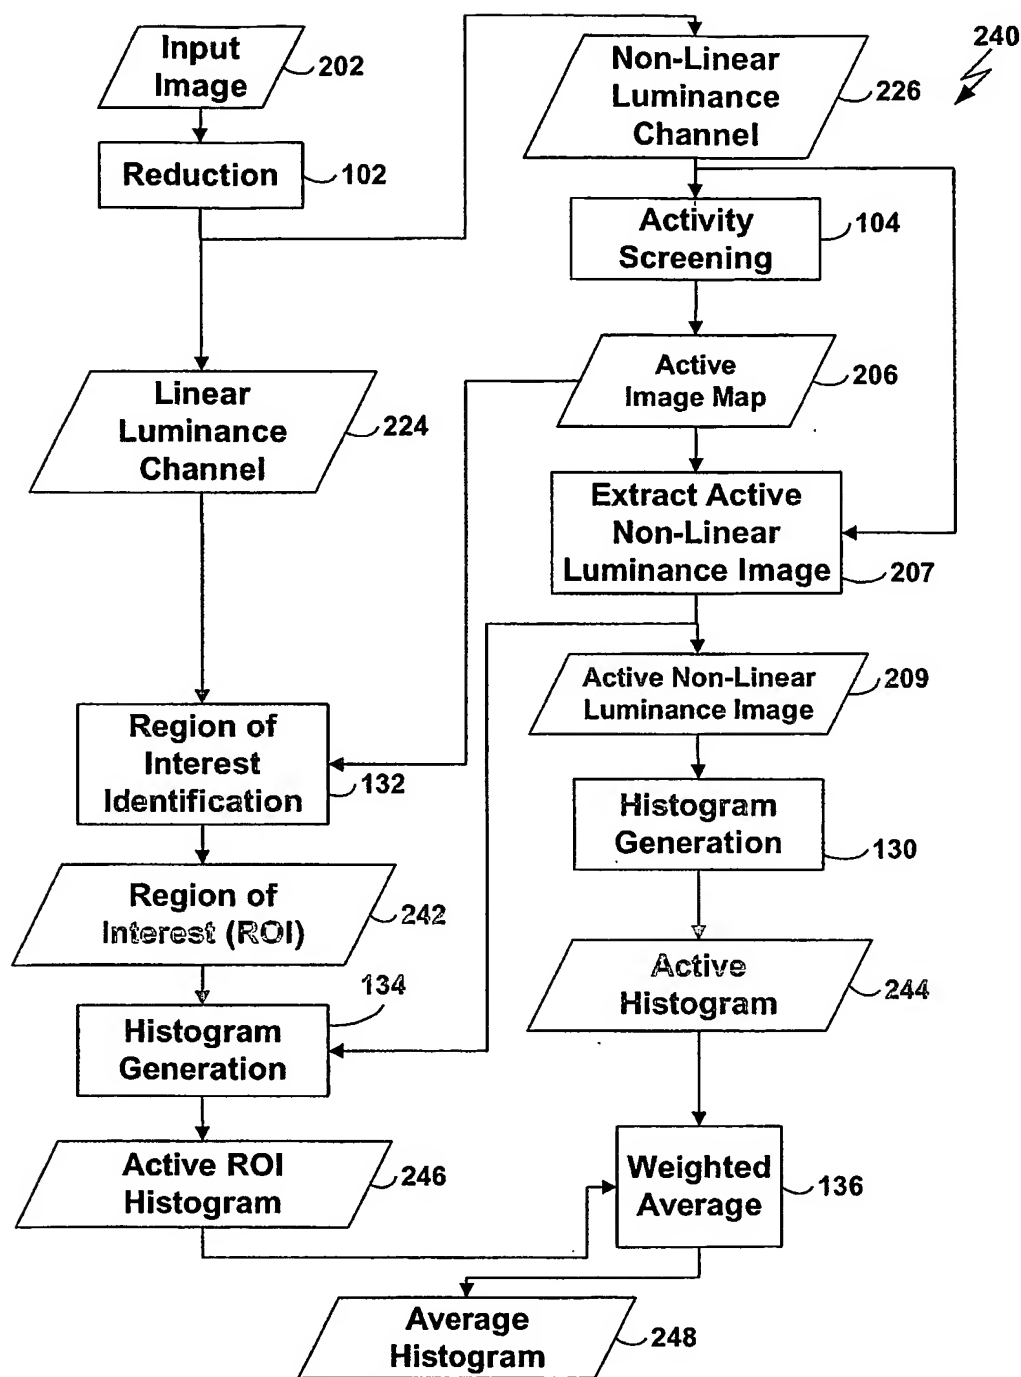 Input
Image
202
Reduction
102
Non-Linear
Luminance
Channel
226
240
Activity
Screening
104
Active
Image Map
206
Linear
Luminance
Channel
224
Extract Active
Non-Linear
Luminance Image
207
Active Non-Linear
Luminance Image
209
Region of
Interest
Identification
132
Histogram
Generation
130
Region of
Interest (ROI)
242
Active
Histogram
244
134
Histogram
Generation
Active ROI
Histogram
246
Weighted
Average
136
Average
Histogram
248